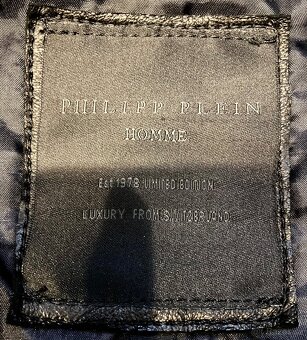 PHILIPP PLEIN
HOMME
Est 1978 LIMITED EDITION
LUXURY FROM